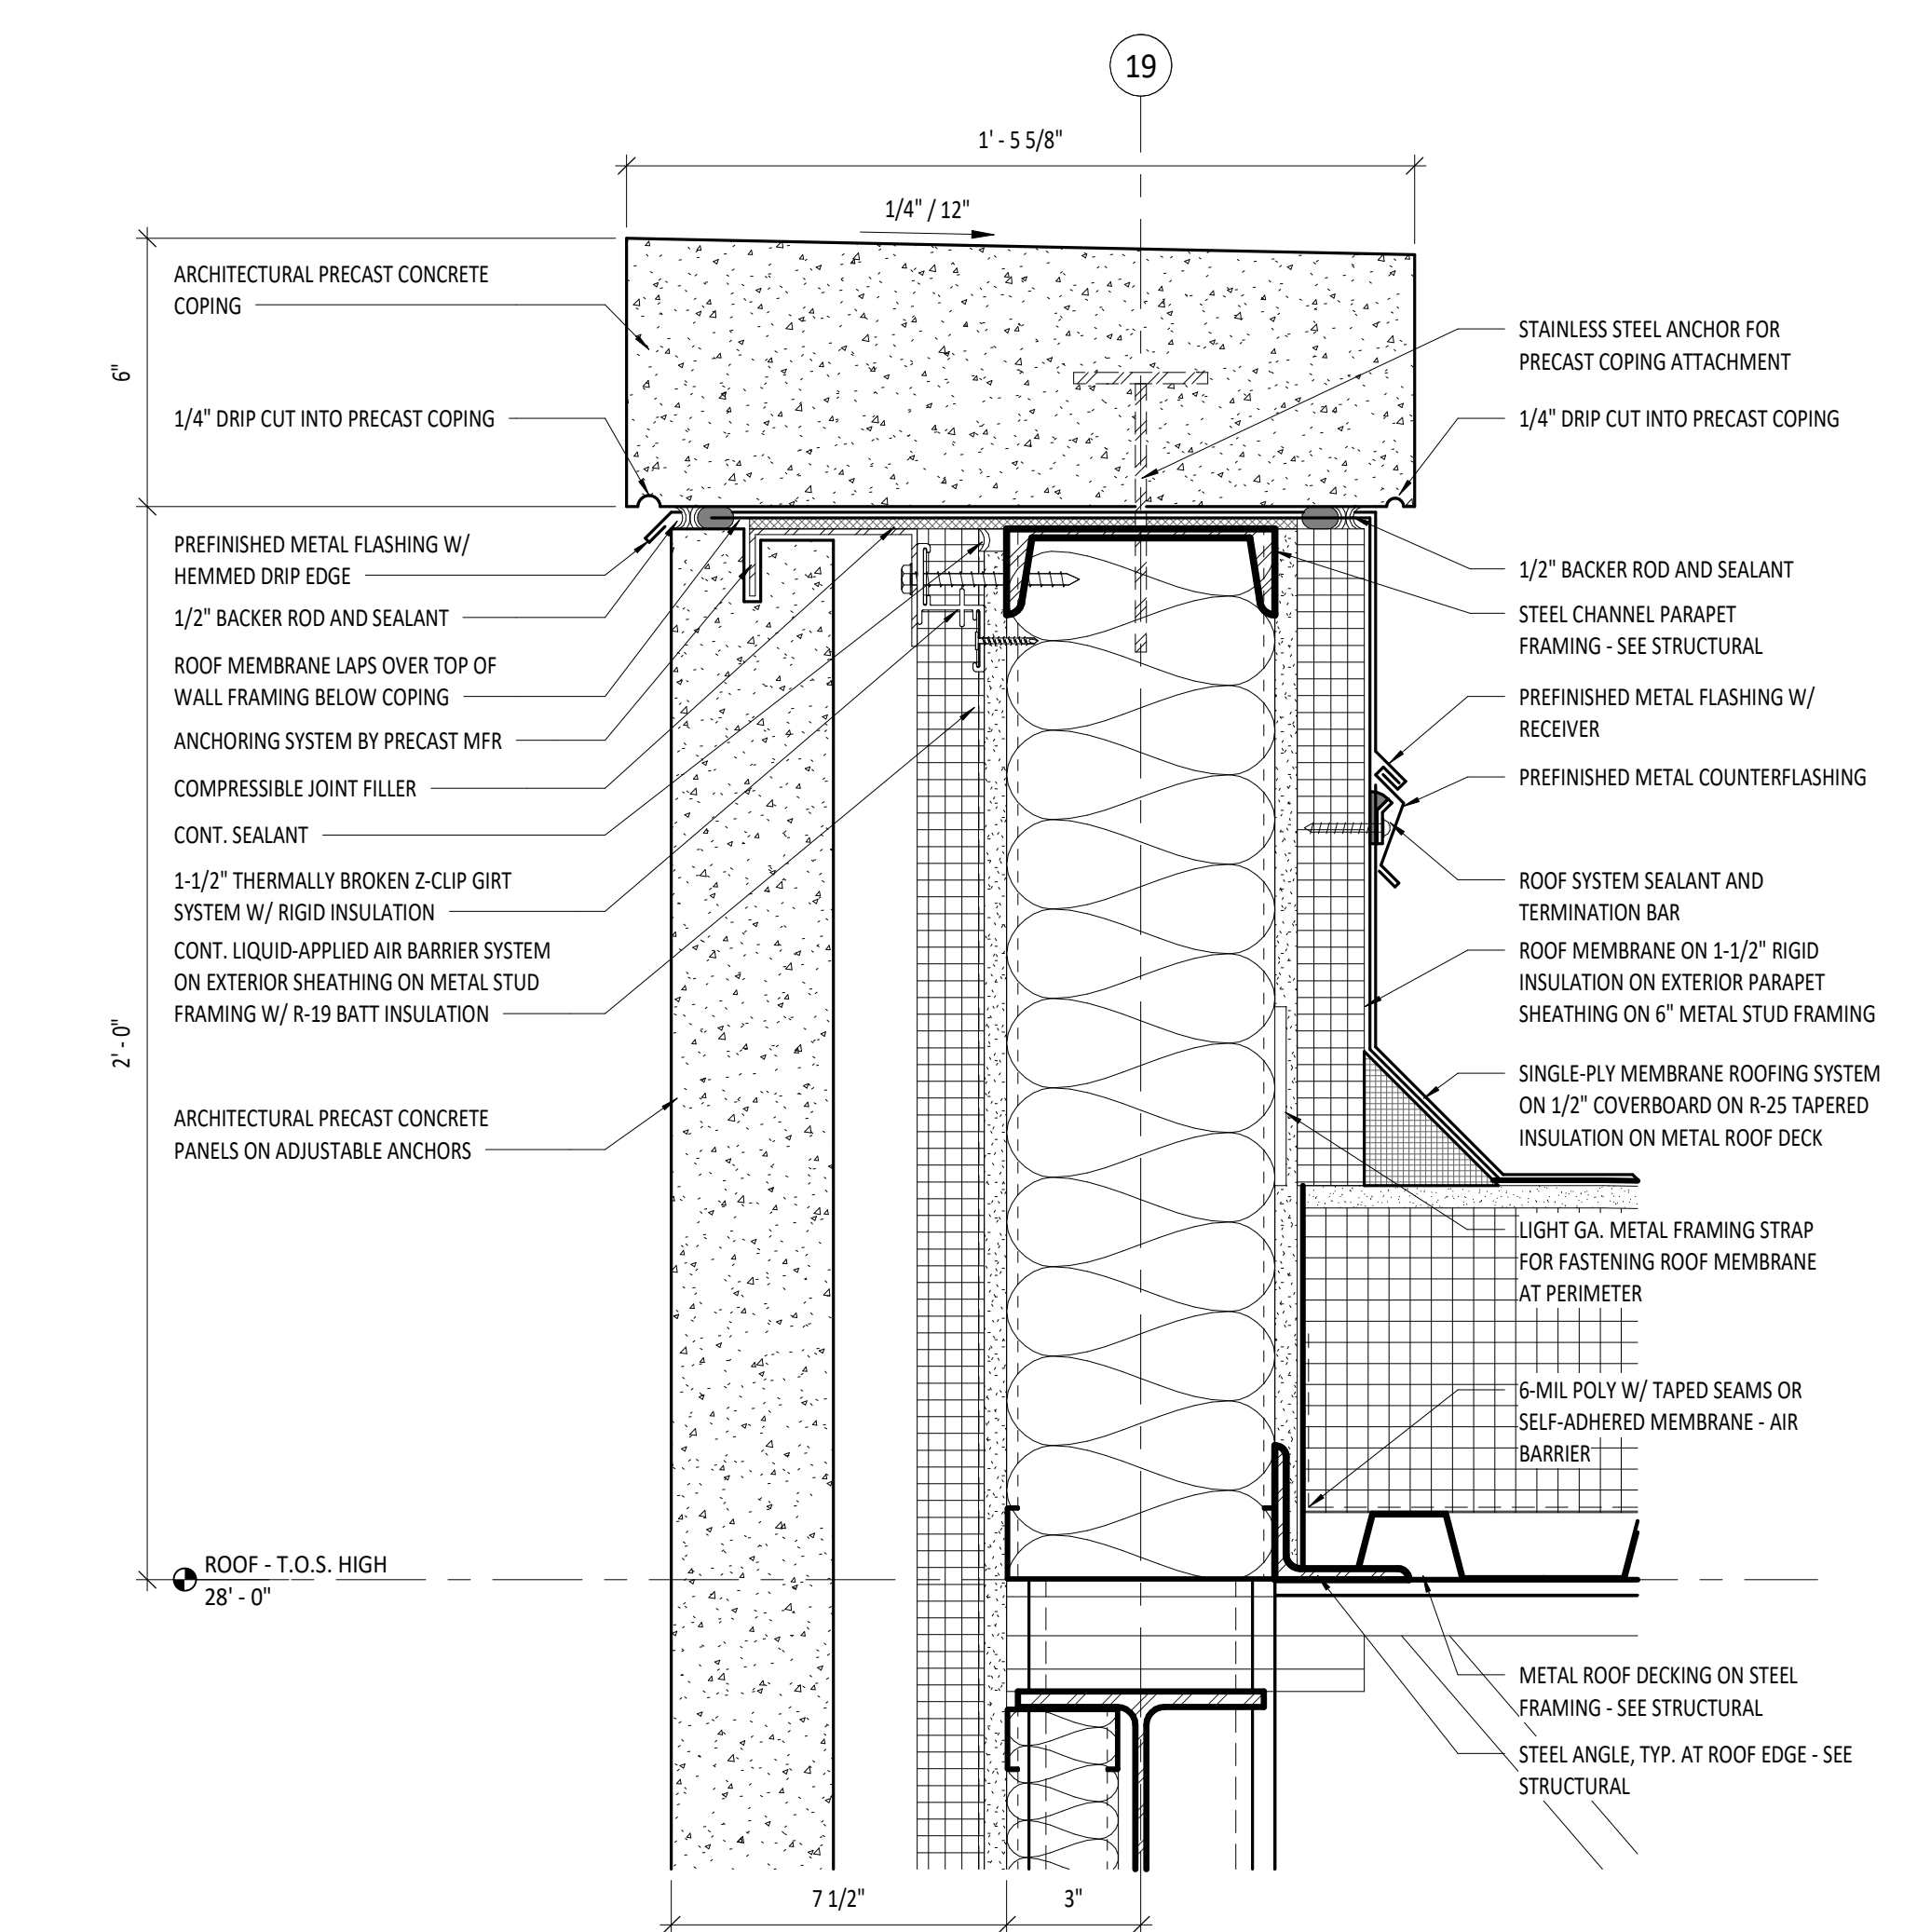 19
1' - 5 5/8"
1/4" / 12"
6"
2' - 0"
ARCHITECTURAL PRECAST CONCRETE
COPING
1/4" DRIP CUT INTO PRECAST COPING
PREFINISHED METAL FLASHING W/
HEMMED DRIP EDGE
1/2" BACKER ROD AND SEALANT
ROOF MEMBRANE LAPS OVER TOP OF
WALL FRAMING BELOW COPING
ANCHORING SYSTEM BY PRECAST MFR
COMPRESSIBLE JOINT FILLER
CONT. SEALANT
1-1/2" THERMALLY BROKEN Z-CLIP GIRT
SYSTEM W/ RIGID INSULATION
CONT. LIQUID-APPLIED AIR BARRIER SYSTEM
ON EXTERIOR SHEATHING ON METAL STUD
FRAMING W/ R-19 BATT INSULATION
ARCHITECTURAL PRECAST CONCRETE
PANELS ON ADJUSTABLE ANCHORS
ROOF - T.O.S. HIGH
28' - 0"
STAINLESS STEEL ANCHOR FOR
PRECAST COPING ATTACHMENT
1/4" DRIP CUT INTO PRECAST COPING
1/2" BACKER ROD AND SEALANT
STEEL CHANNEL PARAPET
FRAMING - SEE STRUCTURAL
PREFINISHED METAL FLASHING W/
RECEIVER
PREFINISHED METAL COUNTERFLASHING
ROOF SYSTEM SEALANT AND
TERMINATION BAR
ROOF MEMBRANE ON 1-1/2" RIGID
INSULATION ON EXTERIOR PARAPET
SHEATHING ON 6" METAL STUD FRAMING
SINGLE-PLY MEMBRANE ROOFING SYSTEM
ON 1/2" COVERBOARD ON R-25 TAPERED
INSULATION ON METAL ROOF DECK
LIGHT GA. METAL FRAMING STRAP
FOR FASTENING ROOF MEMBRANE
AT PERIMETER
6-MIL POLY W/ TAPED SEAMS OR
SELF-ADHERED MEMBRANE - AIR
BARRIER
METAL ROOF DECKING ON STEEL
FRAMING - SEE STRUCTURAL
STEEL ANGLE, TYP. AT ROOF EDGE - SEE
STRUCTURAL
7 1/2"
3"